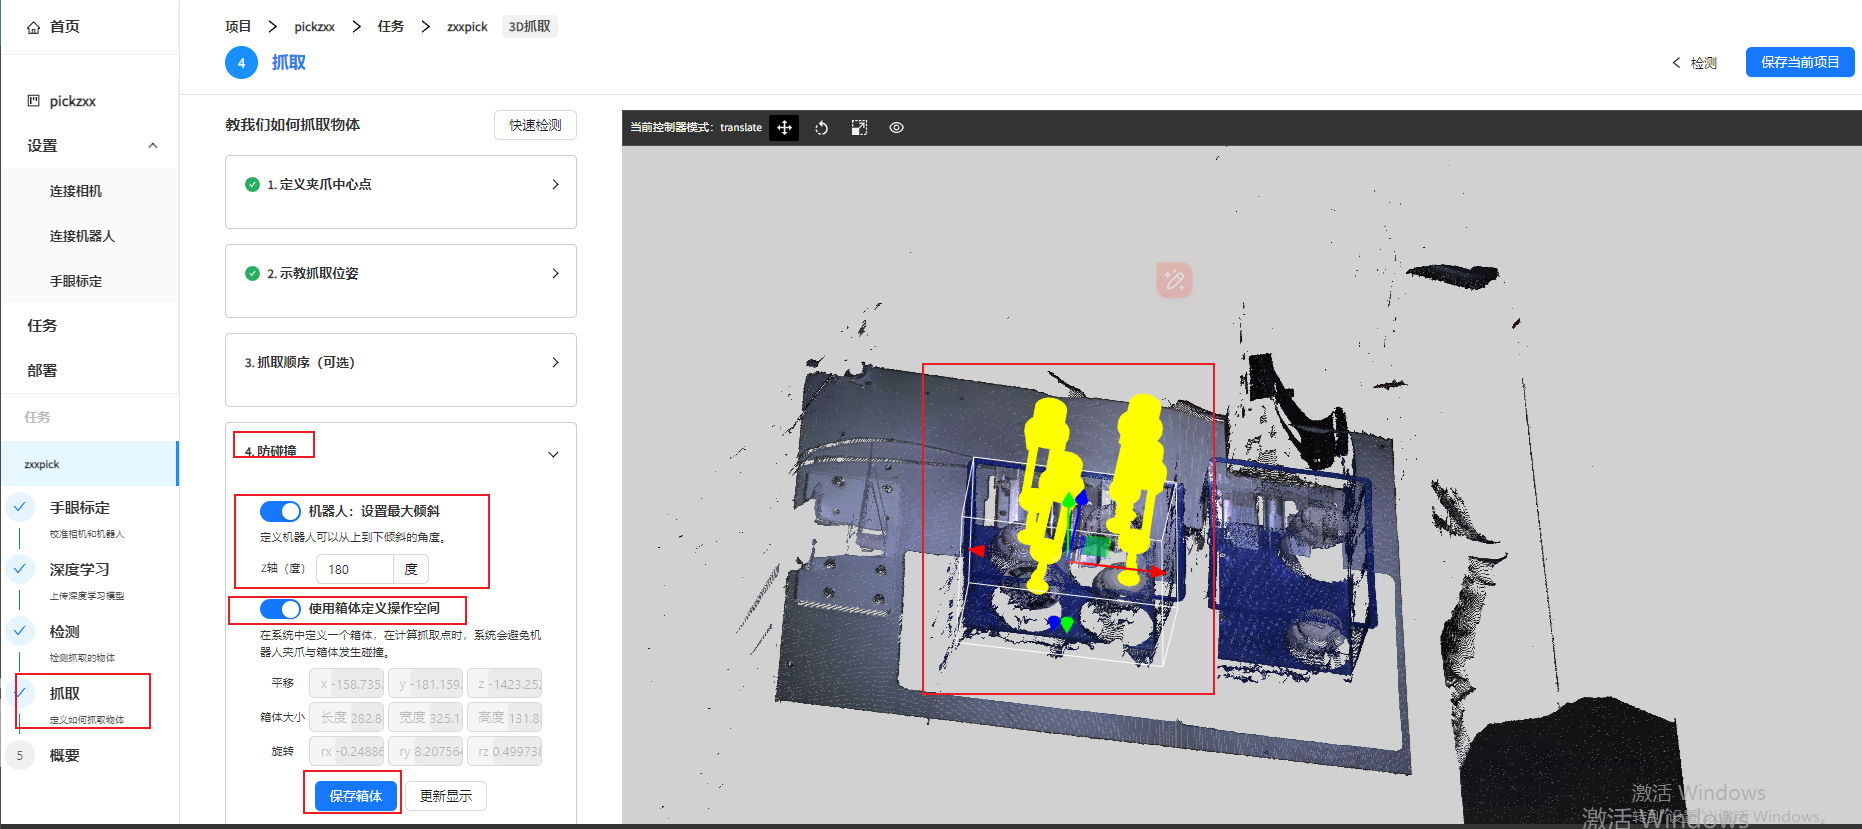 首页
项目 > pickzxx > 任务 > zxxpick 3D抓取
4 抓取
< 检测
保存当前项目
pickzxx
设置
连接相机
连接机器人
手眼标定
任务
部署
任务
zxxpick
手眼标定
校准相机和机器人
深度学习
上传深度学习模型
检测
检测抓取的物体
抓取
定义如何抓取物体
5 概要
教我们如何抓取物体
快速检测
1. 定义夹爪中心点
2. 示教抓取位姿
3. 抓取顺序（可选）
4. 防碰撞
机器人：设置最大倾斜
定义机器人可以从上到下倾斜的角度。
Z轴（度） 180 度
使用箱体定义操作空间
在系统中定义一个箱体，在计算抓取点时，系统会避免机
器人夹爪与箱体发生碰撞。
平移 x -158.735 y -181.159 z -1423.252
箱体大小 长度 282.8 宽度 325.1 高度 131.8
旋转 rx -0.24886 ry 8.207564 rz 0.499738
保存箱体
更新显示
当前控制器模式：translate
激活 Windows
激活 Windows